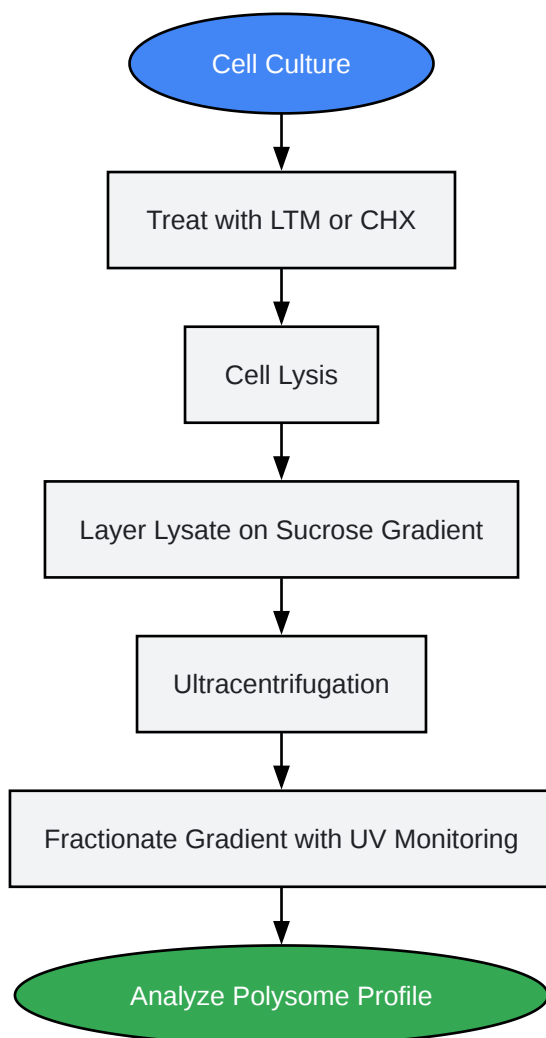 Cell Culture
Treat with LTM or CHX
Cell Lysis
Layer Lysate on Sucrose Gradient
Ultracentrifugation
Fractionate Gradient with UV Monitoring
Analyze Polysome Profile